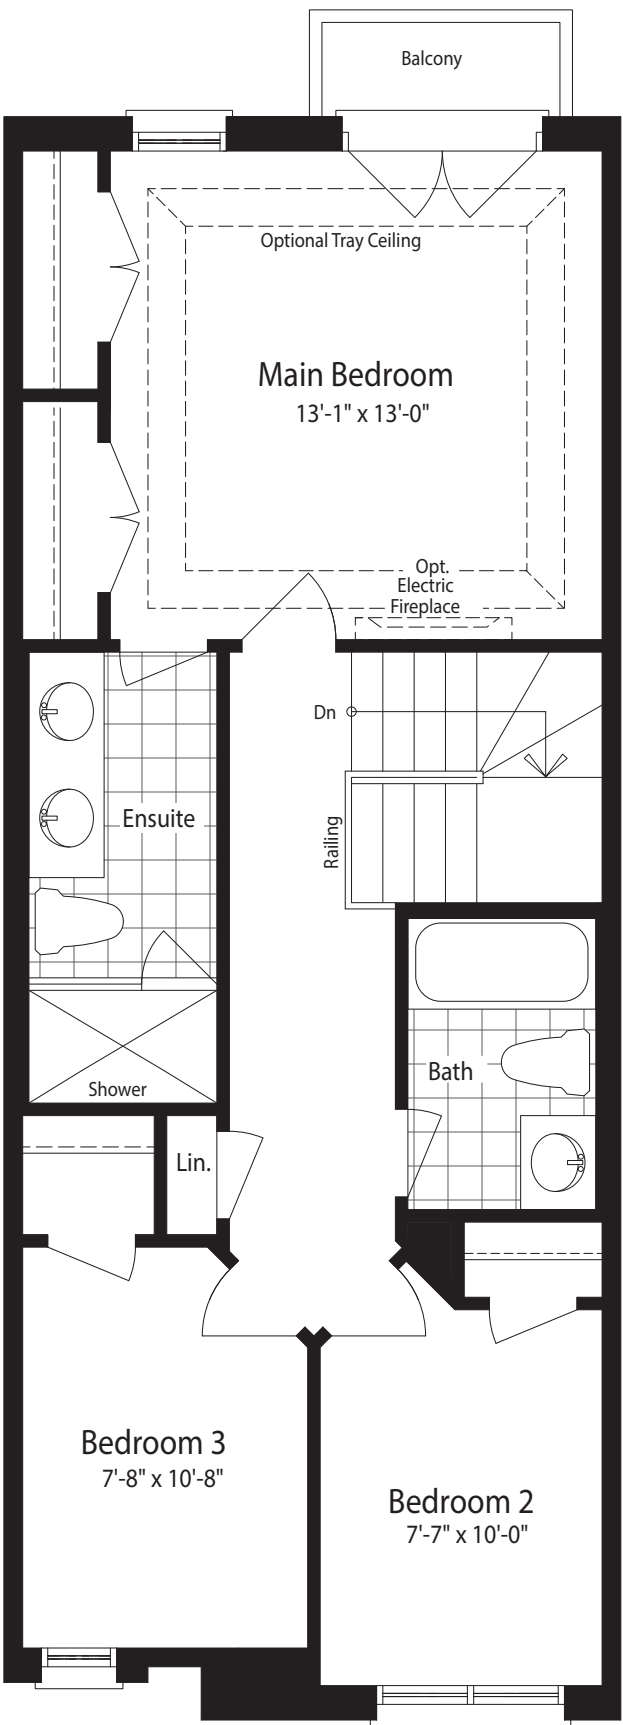 Balcony
Optional Tray Ceiling
Main Bedroom
13'-1" x 13'-0"
Opt.
Electric
Fireplace
Dn
Railing
Ensuite
Shower
Bath
Lin.
Bedroom 3
7'-8" x 10'-8"
Bedroom 2
7'-7" x 10'-0"